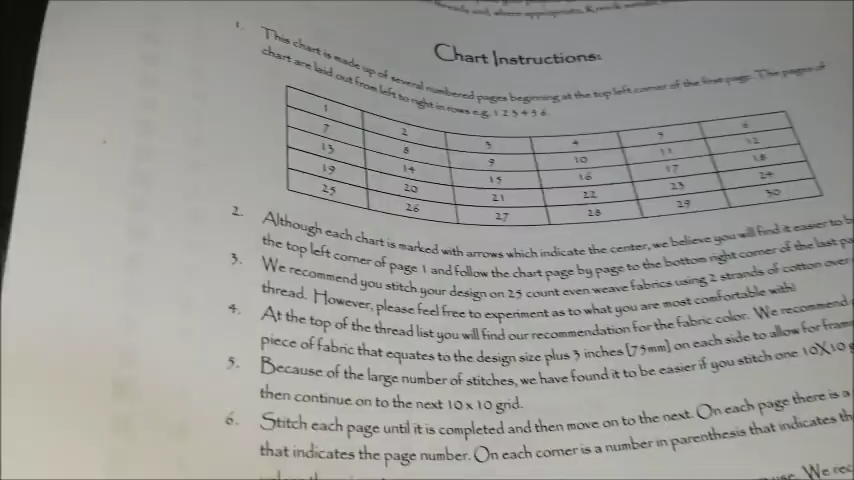 Chart Instructions:
1. This chart is made up of several numbered pages beginning at the top left corner of the first page. The pages of
chart are laid out from left to right in rows e.g. 1 2 3 4 5 6
1 2 3 4 5 6
7 8 9 10 11 12
13 14 15 16 17 18
19 20 21 22 23 24
25 26 27 28 29 30
2. Although each chart is marked with arrows which indicate the center, we believe you will find it easier to
the top left corner of page 1 and follow the chart page by page to the bottom right corner of the last
3. We recommend you stitch your design on 25 count even weave fabrics using 2 strands of cotton over
thread. However, please feel free to experiment as to what you are most comfortable with!
4. At the top of the thread list you will find our recommendation for the fabric color. We recommend
piece of fabric that equates to the design size plus 3 inches [75mm] on each side to allow for
5. Because of the large number of stitches, we have found it to be easier if you stitch one 10X10
then continue on to the next 10 x 10 grid.
6. Stitch each page until it is completed and then move on to the next. On each page there is a
that indicates the page number. On each corner is a number in parenthesis that indicates
We